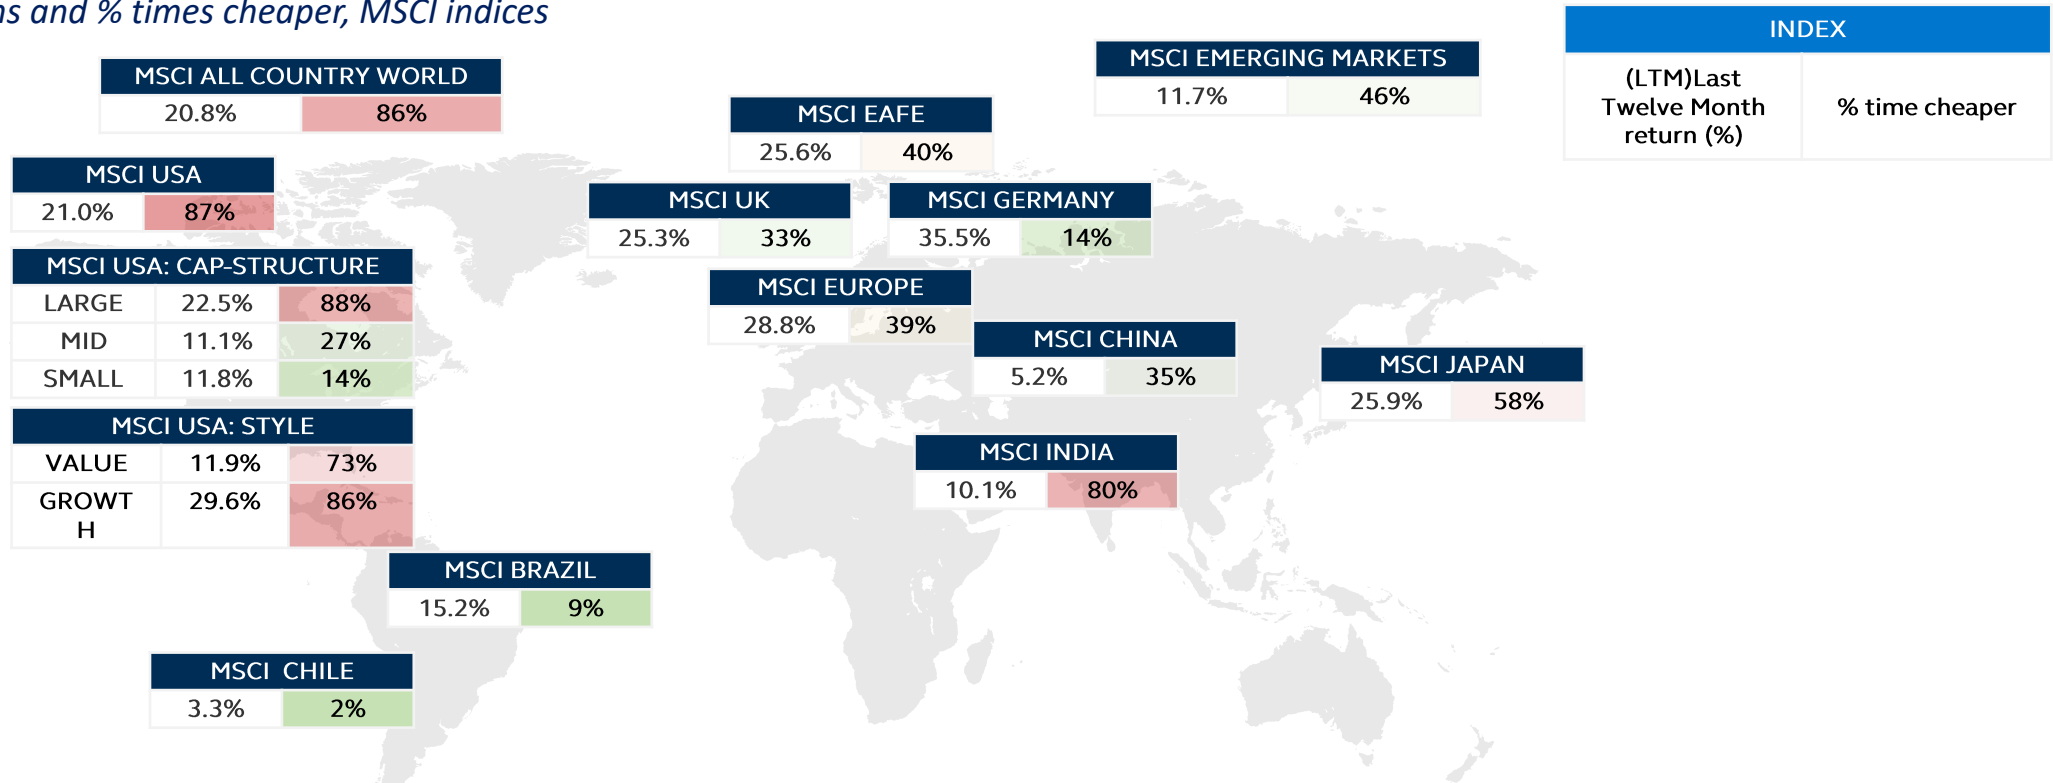 and % times cheaper, MSCI indices
INDEX
(LTM)Last
Twelve Month
return (%)
% time cheaper
MSCI ALL COUNTRY WORLD
20.8% 86%
MSCI EMERGING MARKETS
11.7% 46%
MSCI EAFE
25.6% 40%
MSCI USA
21.0% 87%
MSCI UK
25.3% 33%
MSCI GERMANY
35.5% 14%
MSCI USA: CAP-STRUCTURE
LARGE 22.5% 88%
MID 11.1% 27%
SMALL 11.8% 14%
MSCI EUROPE
28.8% 39%
MSCI CHINA
5.2% 35%
MSCI JAPAN
25.9% 58%
MSCI USA: STYLE
VALUE 11.9% 73%
GROWT 29.6% 86%
H
MSCI INDIA
10.1% 80%
MSCI BRAZIL
15.2% 9%
MSCI CHILE
3.3% 2%